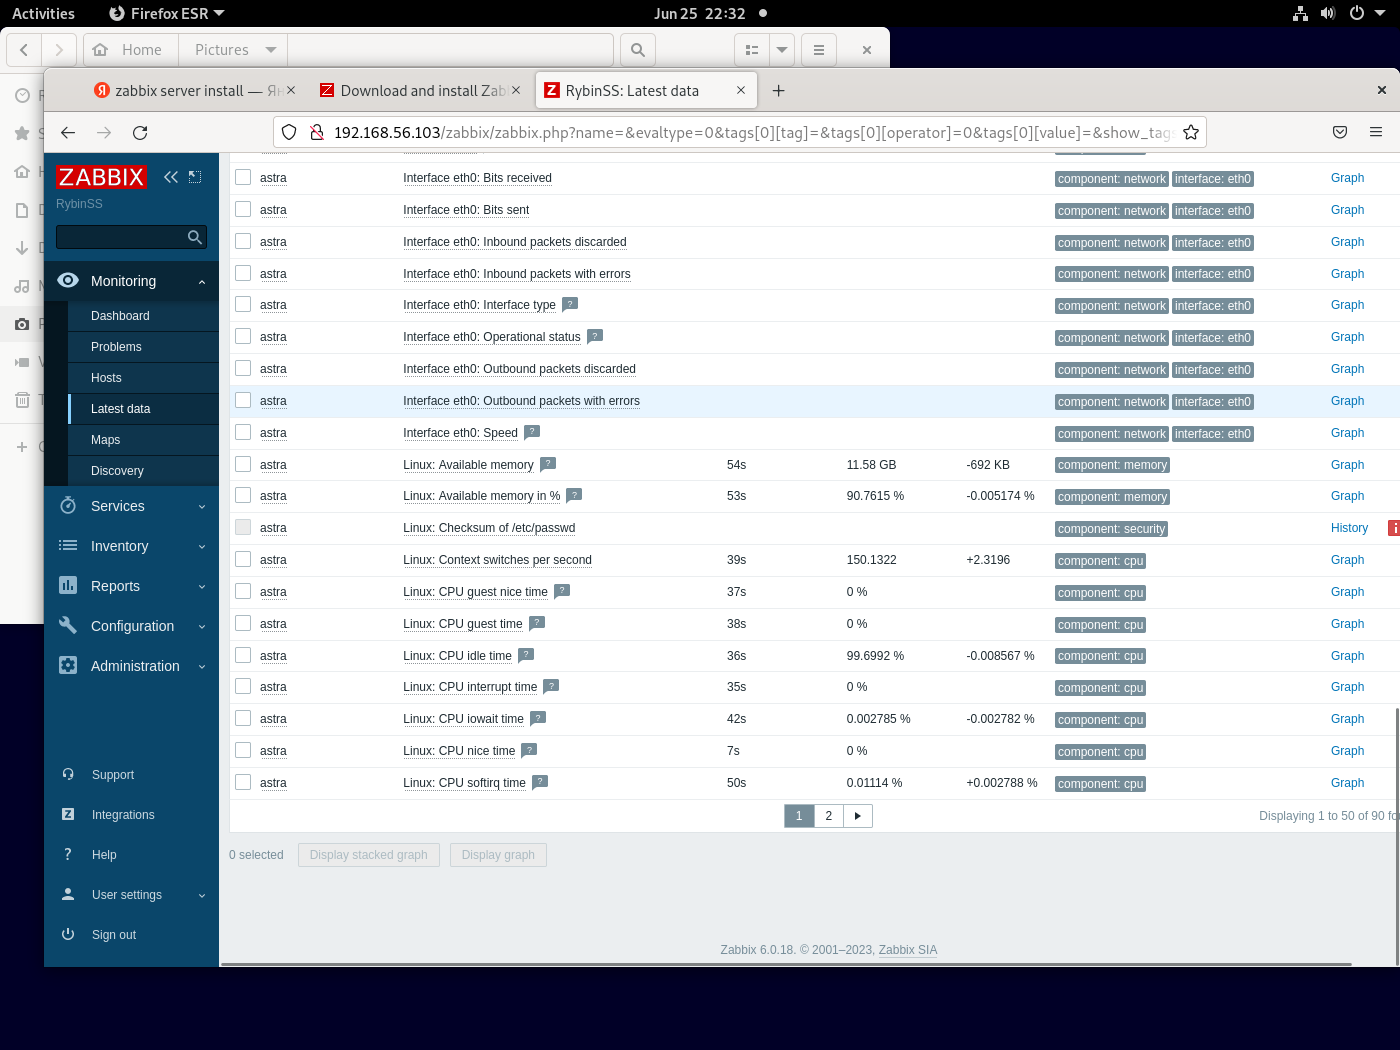 Activities Firefox ESR Jun 25 22:32
Home Pictures
zabbix server install — Ян Download and install Zab RybinSS: Latest data
192.168.56.103/zabbix/zabbix.php?name=&evaltype=0&tags[0][tag]=&tags[0][operator]=0&tags[0][value]=&show_tags
ZABBIX
RybinSS
Monitoring
Dashboard
Problems
Hosts
Latest data
Maps
Discovery
Services
Inventory
Reports
Configuration
Administration
Support
Integrations
Help
User settings
Sign out
astra Interface eth0: Bits received component: network interface: eth0 Graph
astra Interface eth0: Bits sent component: network interface: eth0 Graph
astra Interface eth0: Inbound packets discarded component: network interface: eth0 Graph
astra Interface eth0: Inbound packets with errors component: network interface: eth0 Graph
astra Interface eth0: Interface type ? component: network interface: eth0 Graph
astra Interface eth0: Operational status ? component: network interface: eth0 Graph
astra Interface eth0: Outbound packets discarded component: network interface: eth0 Graph
astra Interface eth0: Outbound packets with errors component: network interface: eth0 Graph
astra Interface eth0: Speed ? component: network interface: eth0 Graph
astra Linux: Available memory ? 54s 11.58 GB -692 KB component: memory Graph
astra Linux: Available memory in % ? 53s 90.7615 % -0.005174 % component: memory Graph
astra Linux: Checksum of /etc/passwd component: security History i
astra Linux: Context switches per second 39s 150.1322 +2.3196 component: cpu Graph
astra Linux: CPU guest nice time ? 37s 0 % component: cpu Graph
astra Linux: CPU guest time ? 38s 0 % component: cpu Graph
astra Linux: CPU idle time ? 36s 99.6992 % -0.008567 % component: cpu Graph
astra Linux: CPU interrupt time ? 35s 0 % component: cpu Graph
astra Linux: CPU iowait time ? 42s 0.002785 % -0.002782 % component: cpu Graph
astra Linux: CPU nice time ? 7s 0 % component: cpu Graph
astra Linux: CPU softirq time ? 50s 0.01114 % +0.002788 % component: cpu Graph
1 2
Displaying 1 to 50 of 90 fo
0 selected Display stacked graph Display graph
Zabbix 6.0.18. © 2001–2023, Zabbix SIA